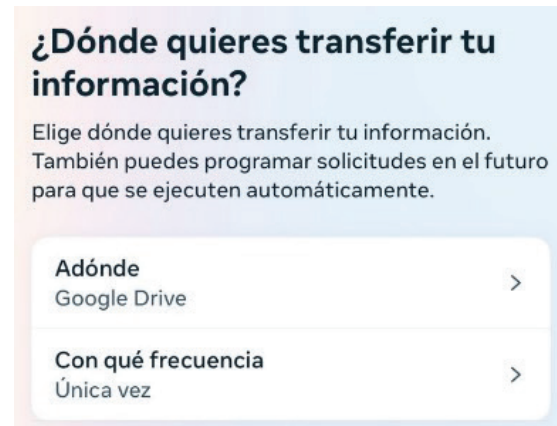 ¿Dónde quieres transferir tu
información?
Elige dónde quieres transferir tu información.
También puedes programar solicitudes en el futuro
para que se ejecuten automáticamente.
Adónde
Google Drive
Con qué frecuencia
Única vez